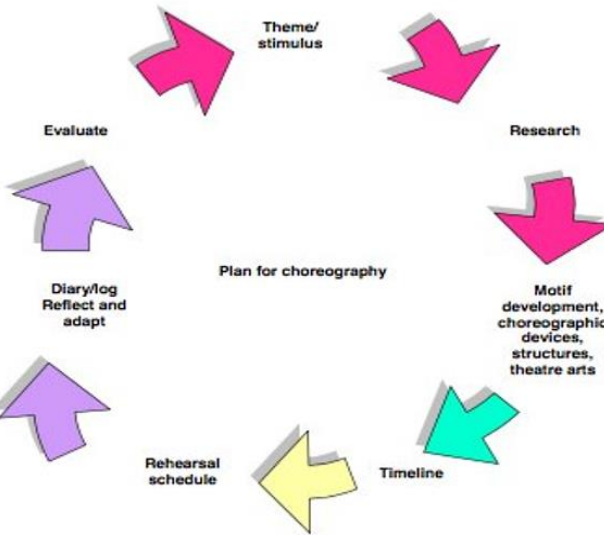 Theme/
stimulus
Research
Motif
development,
choreographic
devices,
structures,
theatre arts
Timeline
Rehearsal
schedule
Diary/log
Reflect and
adapt
Evaluate
Plan for choreography